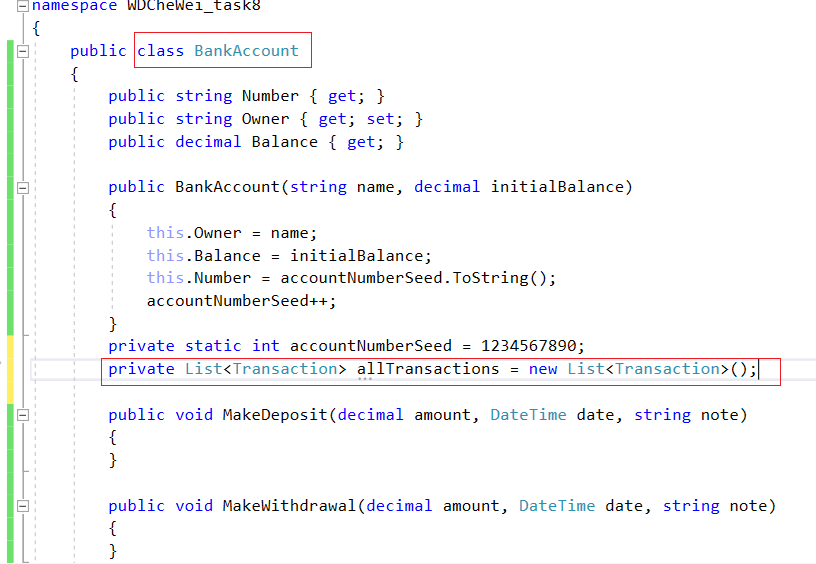 namespace WDCheWei_task8
{
public class BankAccount
{
public string Number { get; }
public string Owner { get; set; }
public decimal Balance { get; }
public BankAccount(string name, decimal initialBalance)
{
this.Owner = name;
this.Balance = initialBalance;
this.Number = accountNumberSeed.ToString();
accountNumberSeed++;
}
private static int accountNumberSeed = 1234567890;
private List<Transaction> allTransactions = new List<Transaction>();
public void MakeDeposit(decimal amount, DateTime date, string note)
{
}
public void MakeWithdrawal(decimal amount, DateTime date, string note)
{
}